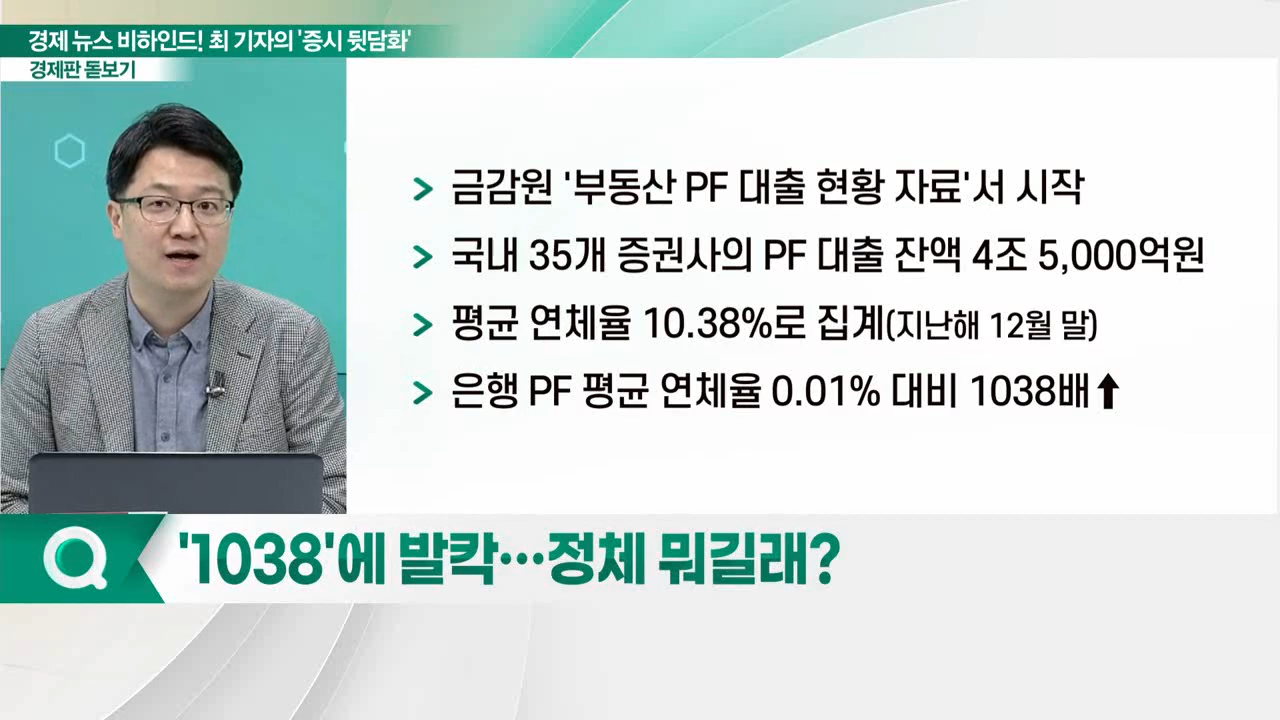 경제 뉴스 비하인드! 최 기자의 '증시 뒷담화'
경제판 돋보기
> 금감원 '부동산 PF 대출 현황 자료'서 시작
> 국내 35개 증권사의 PF 대출 잔액 4조 5,000억원
> 평균 연체율 10.38%로 집계(지난해 12월 말)
> 은행 PF 평균 연체율 0.01% 대비 1038배⬆
'1038'에 발칵…정체 뭐길래?